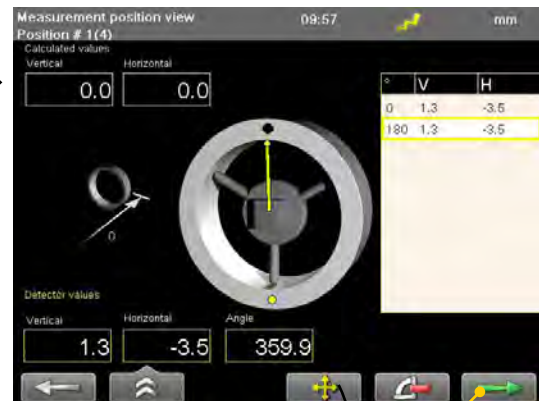 Measurement position view 09:57 mm
Position # 1(4)
Calculated values
Vertical Horizontal
0.0 0.0
° V H
0 1.3 -3.5
180 1.3 -3.5
0
Detector values
Vertical Horizontal Angle
1.3 -3.5 359.9